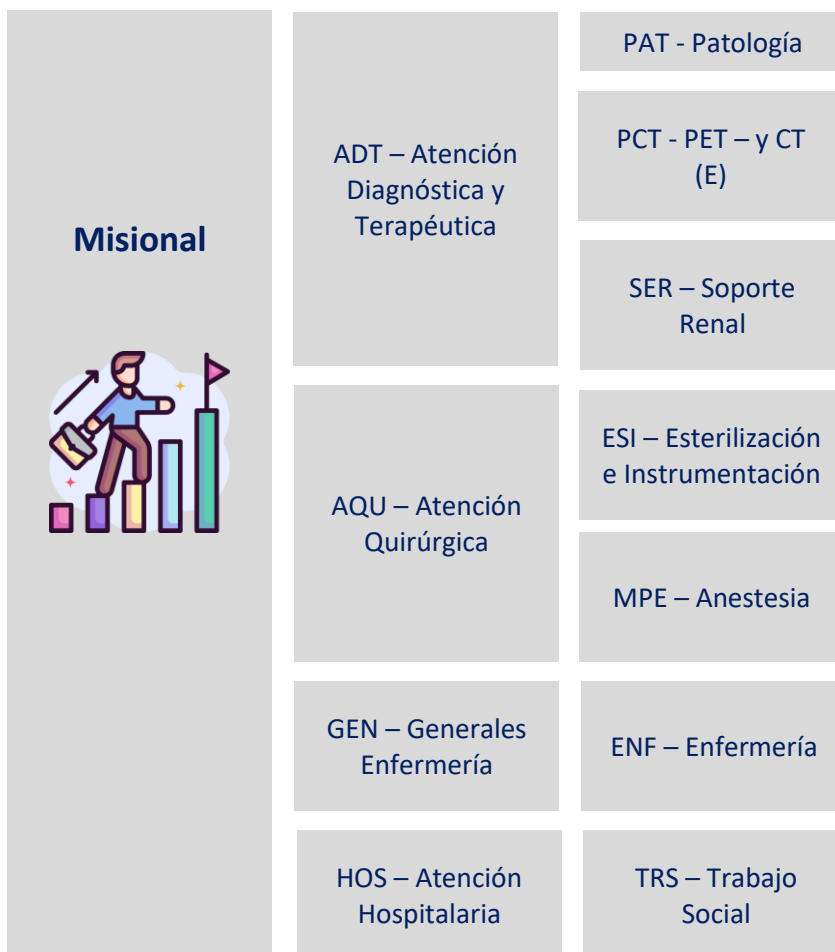 Misional
ADT – Atención
Diagnóstica y
Terapéutica
PAT - Patología
PCT - PET – y CT
(E)
SER – Soporte
Renal
AQU – Atención
Quirúrgica
ESI – Esterilización
e Instrumentación
MPE – Anestesia
GEN – Generales
Enfermería
ENF – Enfermería
HOS – Atención
Hospitalaria
TRS – Trabajo
Social